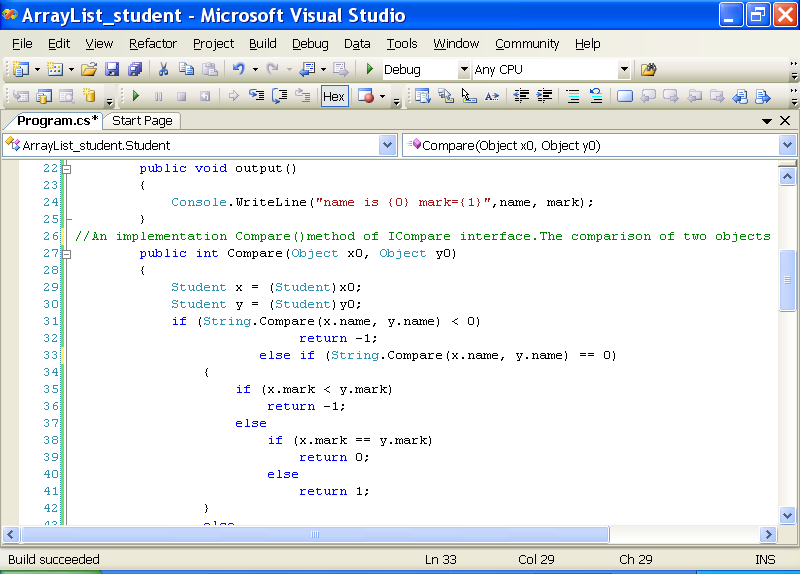 ArrayList_student - Microsoft Visual Studio
File Edit View Refactor Project Build Debug Data Tools Window Community Help
Debug Any CPU
Hex
Program.cs* Start Page
ArrayList_student.Student Compare(Object x0, Object y0)
22 public void output()
23 {
24 Console.WriteLine("name is {0} mark={1}",name, mark);
25 }
26 //An implementation Compare()method of ICompare interface.The comparison of two objects
27 public int Compare(Object x0, Object y0)
28 {
29 Student x = (Student)x0;
30 Student y = (Student)y0;
31 if (String.Compare(x.name, y.name) < 0)
32 return -1;
33 else if (String.Compare(x.name, y.name) == 0)
34 {
35 if (x.mark < y.mark)
36 return -1;
37 else
38 if (x.mark == y.mark)
39 return 0;
40 else
41 return 1;
42 }
43 else
Build succeeded Ln 33 Col 29 Ch 29 INS